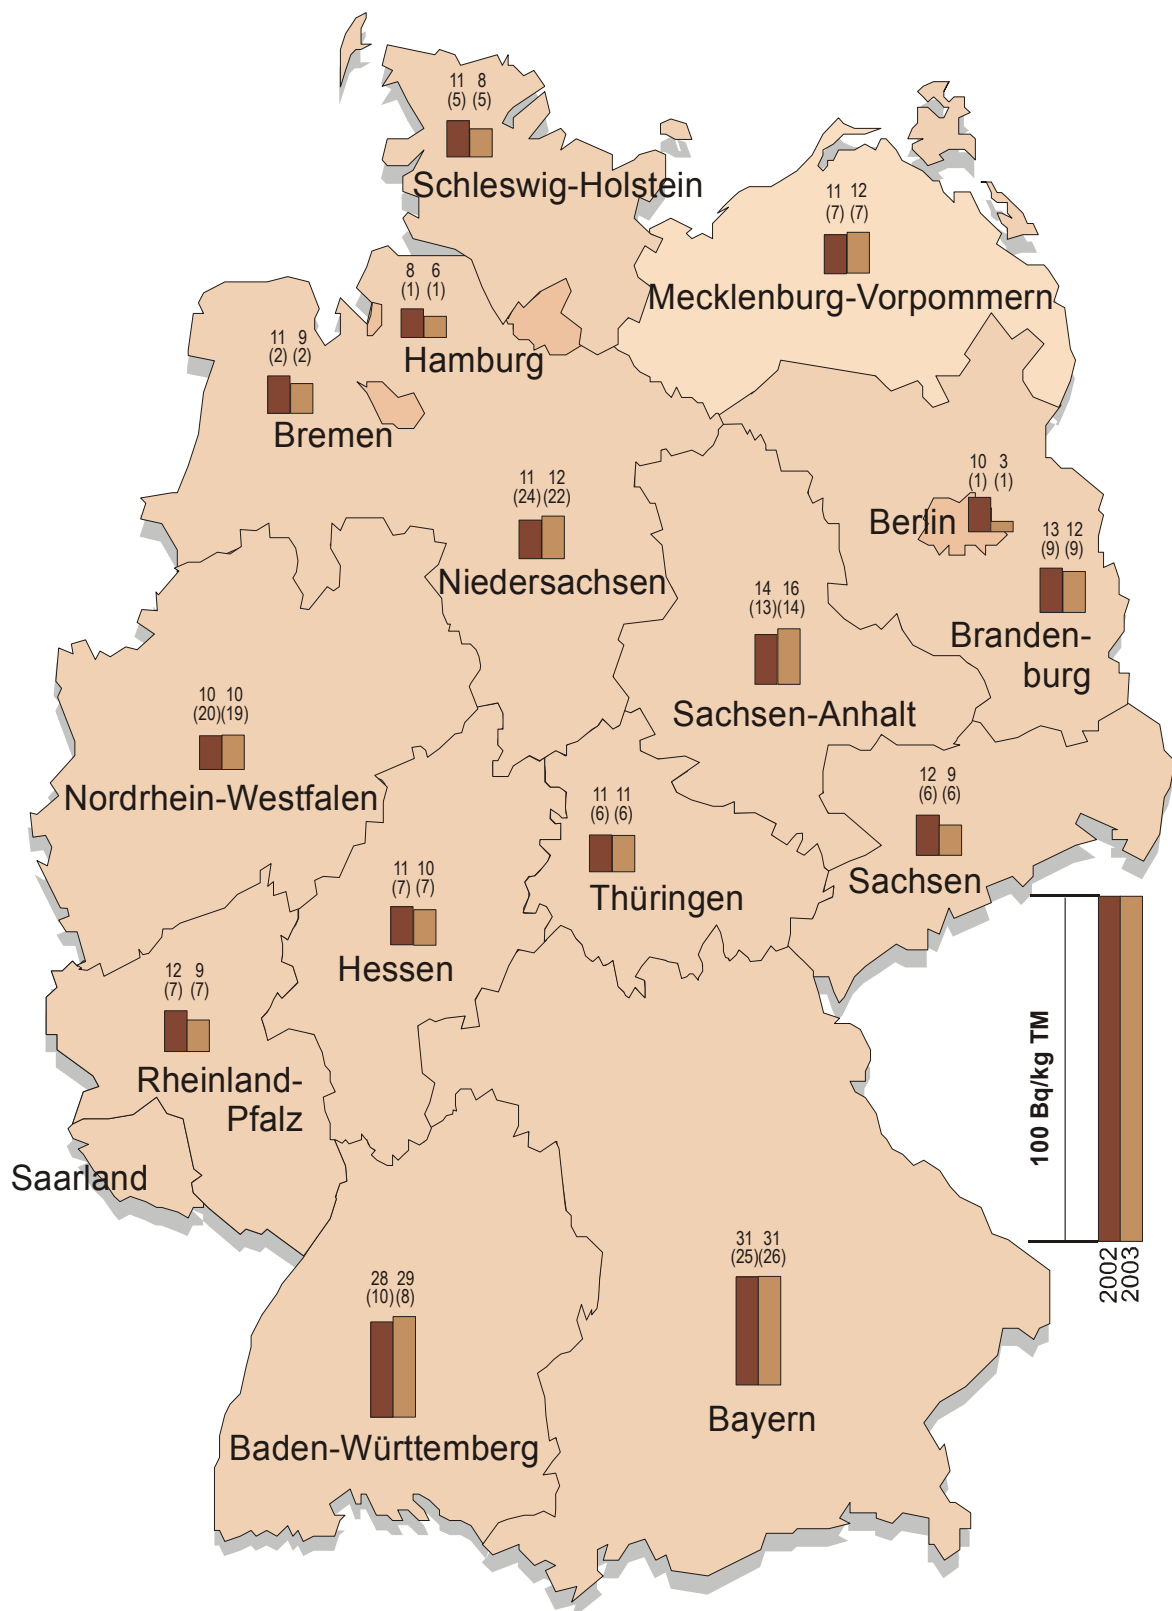 11 8
(5) (5)
Schleswig-Holstein
11 12
(7) (7)
Mecklenburg-Vorpommern
8 6
(1) (1)
Hamburg
11 9
(2) (2)
Bremen
11 12
(24) (22)
Niedersachsen
10 3
(1) (1)
Berlin
13 12
(9) (9)
Branden-
burg
14 16
(13) (14)
Sachsen-Anhalt
10 10
(20) (19)
Nordrhein-Westfalen
12 9
(6) (6)
Sachsen
11 11
(6) (6)
Thüringen
11 10
(7) (7)
Hessen
12 9
(7) (7)
Rheinland-
Pfalz
Saarland
100 Bq/kg TM
2002
2003
28 29
(10) (8)
Baden-Württemberg
31 31
(25) (26)
Bayern